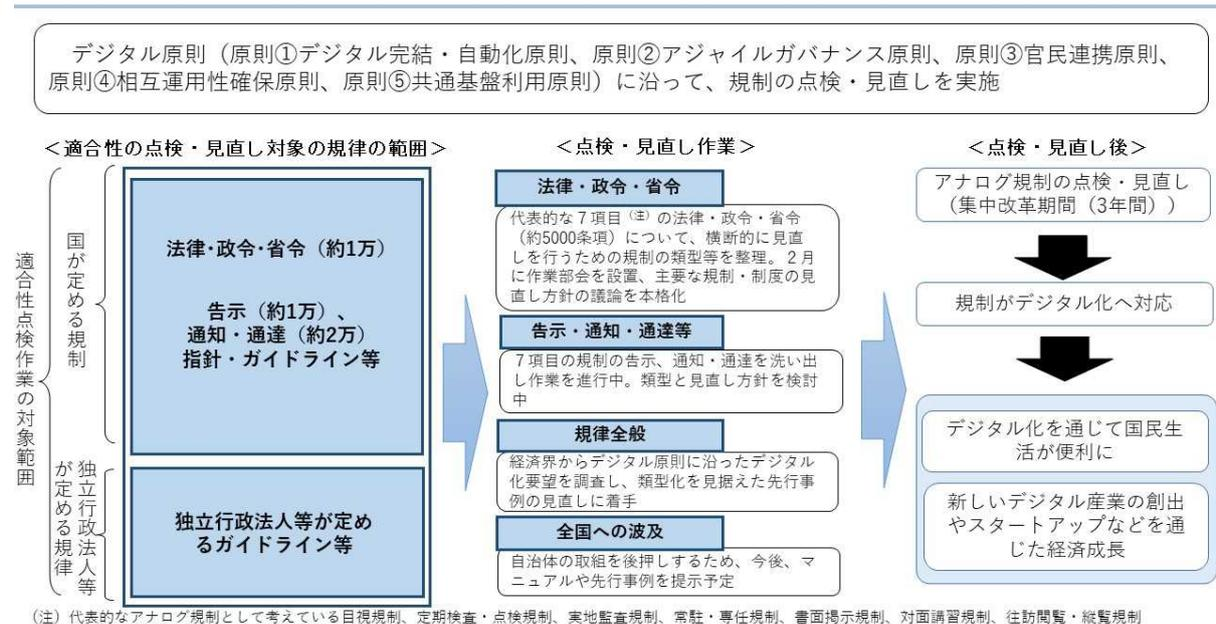 デジタル原則（原則①デジタル完結・自動化原則、原則②アジャイルガバナンス原則、原則③官民連携原則、
原則④相互運用性確保原則、原則⑤共通基盤利用原則）に沿って、規制の点検・見直しを実施
＜適合性の点検・見直し対象の規律の範囲＞
適合性点検作業の対象範囲
国が定める規制
法律・政令・省令（約1万）
告示（約1万）、
通知・通達（約2万）
指針・ガイドライン等
独立行政法人等
が定める規律
独立行政法人等が定め
るガイドライン等
＜点検・見直し作業＞
法律・政令・省令
代表的な７項目（注）の法律・政令・省令
（約5000条項）について、横断的に見直
しを行うための規制の類型等を整理。２月
に作業部会を設置、主要な規制・制度の見
直し方針の議論を本格化
告示・通知・通達等
７項目の規制の告示、通知・通達を洗い出
し作業を進行中。類型と見直し方針を検討
中
規律全般
経済界からデジタル原則に沿ったデジタル
化要望を調査し、類型化を見据えた先行事
例の見直しに着手
全国への波及
自治体の取組を後押しするため、今後、マ
ニュアルや先行事例を提示予定
＜点検・見直し後＞
アナログ規制の点検・見直し
（集中改革期間（3年間））
規制がデジタル化へ対応
デジタル化を通じて国民生
活が便利に
新しいデジタル産業の創出
やスタートアップなどを通
じた経済成長
（注）代表的なアナログ規制として考えている目視規制、定期検査・点検規制、実地監査規制、常駐・専任規制、書面掲示規制、対面講習規制、往訪閲覧・縦覧規制